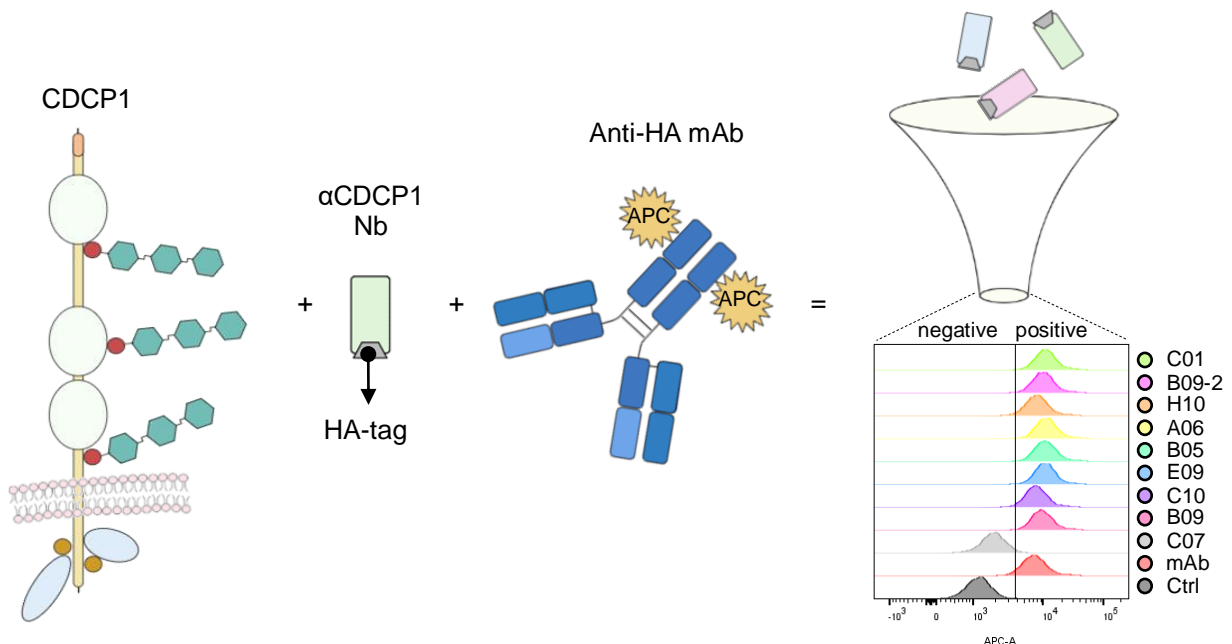 CDCP1
αCDCP1
Nb
Anti-HA mAb
APC
APC
+
+
=
HA-tag
negative
positive
C01
B09-2
H10
A06
B05
E09
C10
B09
C07
mAb
Ctrl
-10³ 0 10³ 10⁴ 10⁵
APC-A